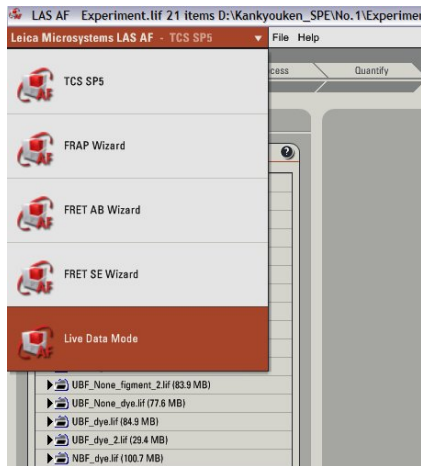 LAS AF Experiment.lif 21 items D:\Kankyouken_SPE\No.1\Experimen
Leica Microsystems LAS AF - TCS SP5 File Help
cess Quantify
TCS SP5
FRAP Wizard
FRET AB Wizard
FRET SE Wizard
Live Data Mode
UBF_None_figment_2.lif (83.9 MB)
UBF_None_dye.lif (77.6 MB)
UBF_dye.lif (84.9 MB)
UBF_dye_2.lif (29.4 MB)
NBF_dye.lif (100.7 MB)